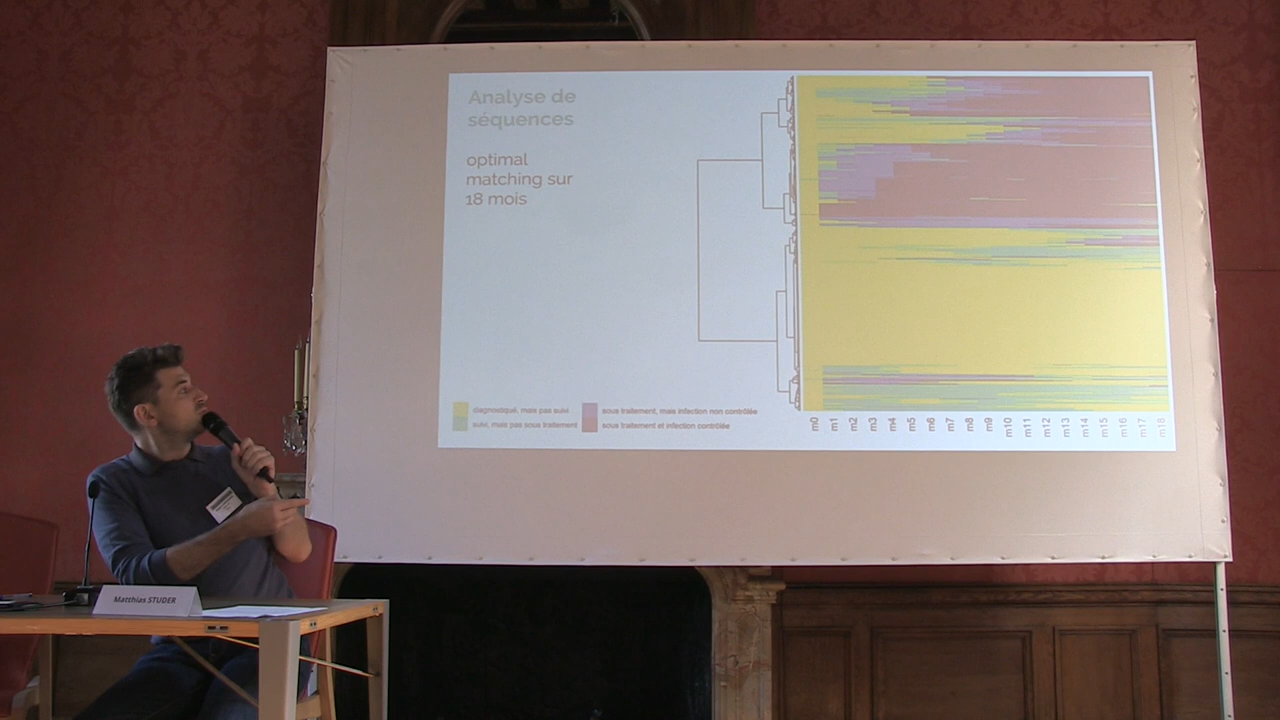 Analyse de
séquences
optimal
matching sur
18 mois
diagnostiqué, mais pas suivi
suivi, mais pas sous traitement
sous traitement, mais infection non contrôlée
sous traitement et infection contrôlée
m0 m1 m2 m3 m4 m5 m6 m7 m8 m9 m10 m11 m12 m13 m14 m15 m16 m17 m18
Matthias STUDER